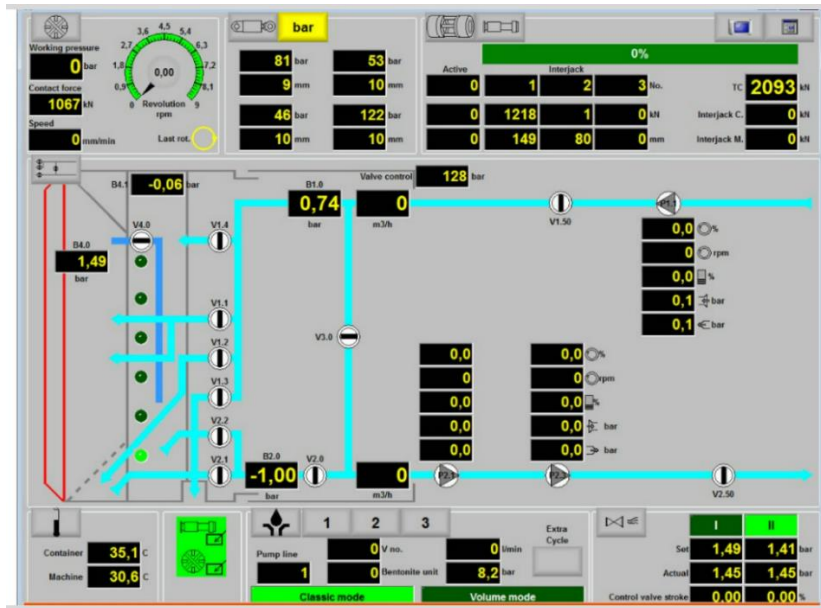 Working pressure
0 bar
Contact force
1067 kN
Speed
0 mm/min
3,6 4,5 5,4
2,7 6,3
1,8 7,2
0,9 8,1
0 9
0,00
Revolution
rpm
Last rot.
bar
81 bar 53 bar
9 mm 10 mm
46 bar 122 bar
10 mm 10 mm
0%
Active Interjack
0 1 2 3 No. TC 2093 kN
0 1218 1 0 kN Interjack C. 0 kN
0 149 80 0 mm Interjack M. 0 kN
B4.1 -0,06 bar
Valve control 128 bar
B1.0
0,74 0
bar m3/h
V4.0
V1.4
V1.50
P1.1
B4.0
1,49
bar
0,0 %
0 rpm
0,0 %
0,1 bar
0,1 bar
V1.1
V1.2
V3.0
V1.3
V2.2
V2.1
0,0 0,0 %
0 0 rpm
0,0 0,0 %
0,0 0,0 bar
0,0 0,0 bar
B2.0
-1,00 V2.0 0
bar m3/h
P2.1
V2.50
Container 35,1 C
Machine 30,6 C
1 2 3
Pump line
1
0 V no. 0 l/min
0 Bentonite unit 8,2 bar
Extra
Cycle
Classic mode Volume mode
I II
Set 1,49 1,41 bar
Actual 1,45 1,45 bar
Control valve stroke 0,00 0,00 %